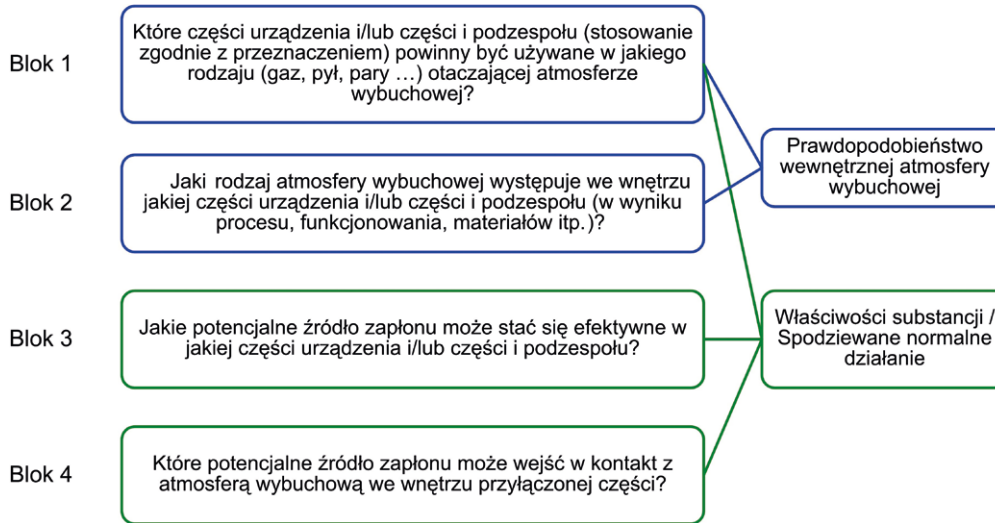 Blok 1
Które części urządzenia i/lub części i podzespołu (stosowanie
zgodnie z przeznaczeniem) powinny być używane w jakiego
rodzaju (gaz, pył, pary ...) otaczającej atmosferze
wybuchowej?
Prawdopodobieństwo
wewnętrznej atmosfery
wybuchowej
Blok 2
Jaki rodzaj atmosfery wybuchowej występuje we wnętrzu
jakiej części urządzenia i/lub części i podzespołu (w wyniku
procesu, funkcjonowania, materiałów itp.)?
Blok 3
Jakie potencjalne źródło zapłonu może stać się efektywne w
jakiej części urządzenia i/lub części i podzespołu?
Właściwości substancji /
Spodziewane normalne
działanie
Blok 4
Które potencjalne źródło zapłonu może wejść w kontakt z
atmosferą wybuchową we wnętrzu przyłączonej części?